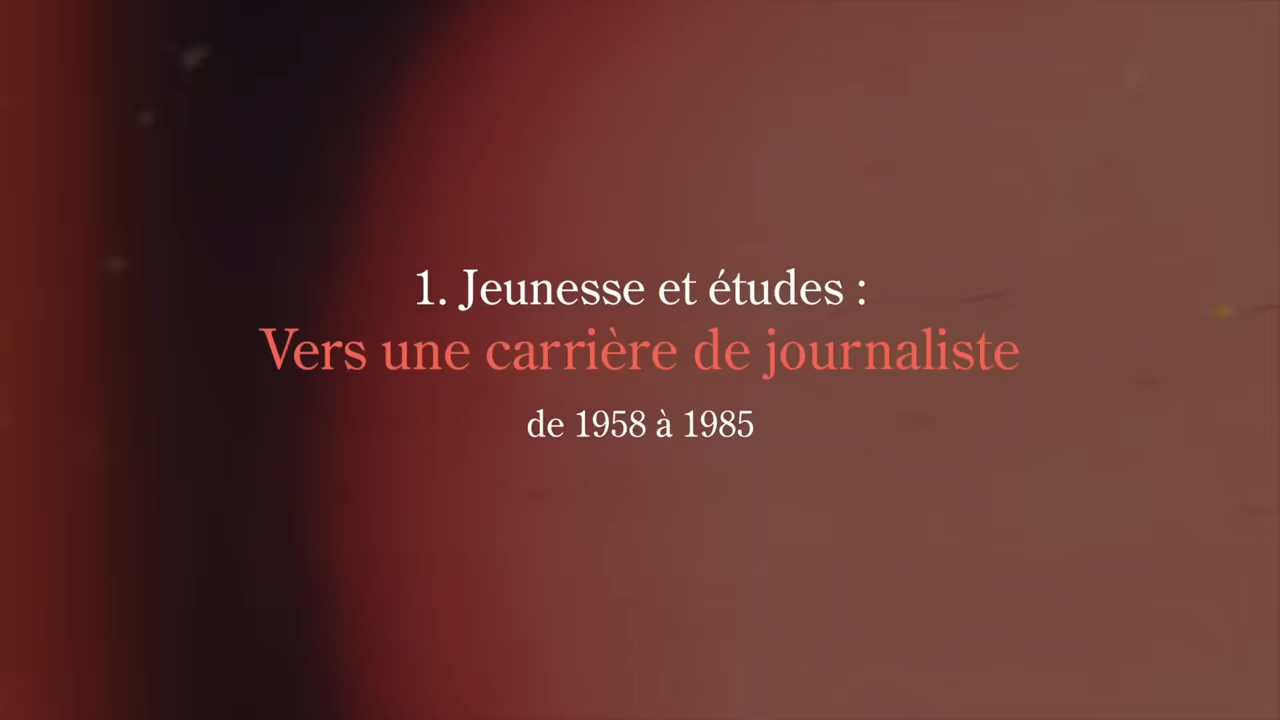 1. Jeunesse et études :
Vers une carrière de journaliste
de 1958 à 1985